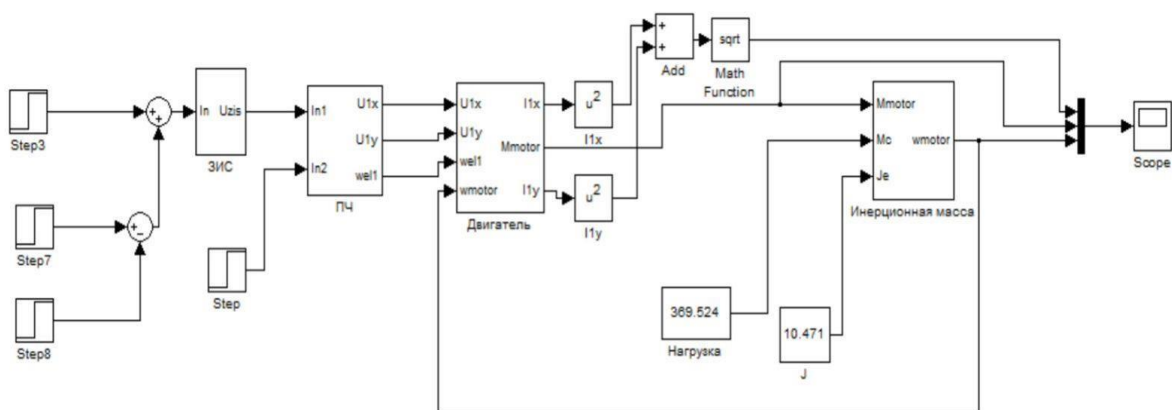 Step3
Step7
Step8
In Uzis
ЗИС
Step
In1
In2
U1x
U1y
wel1
ПЧ
U1x
U1y
wel1
wmotor
I1x
Mmotor
I1y
Двигатель
u²
I1x
u²
I1y
Add
sqrt
Math
Function
Mmotor
Mc
Je
wmotor
Инерционная масса
369.524
Нагрузка
10.471
J
Scope